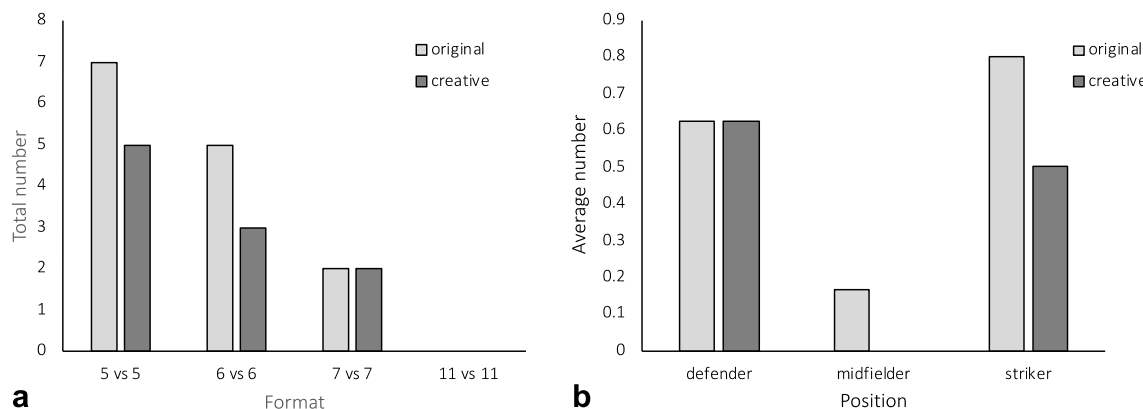 8
7
6
5
4
3
2
1
0
Total number
original
creative
5 vs 5
6 vs 6
7 vs 7
11 vs 11
Format
a
0.9
0.8
0.7
0.6
0.5
0.4
0.3
0.2
0.1
0
Average number
original
creative
defender
midfielder
striker
Position
b